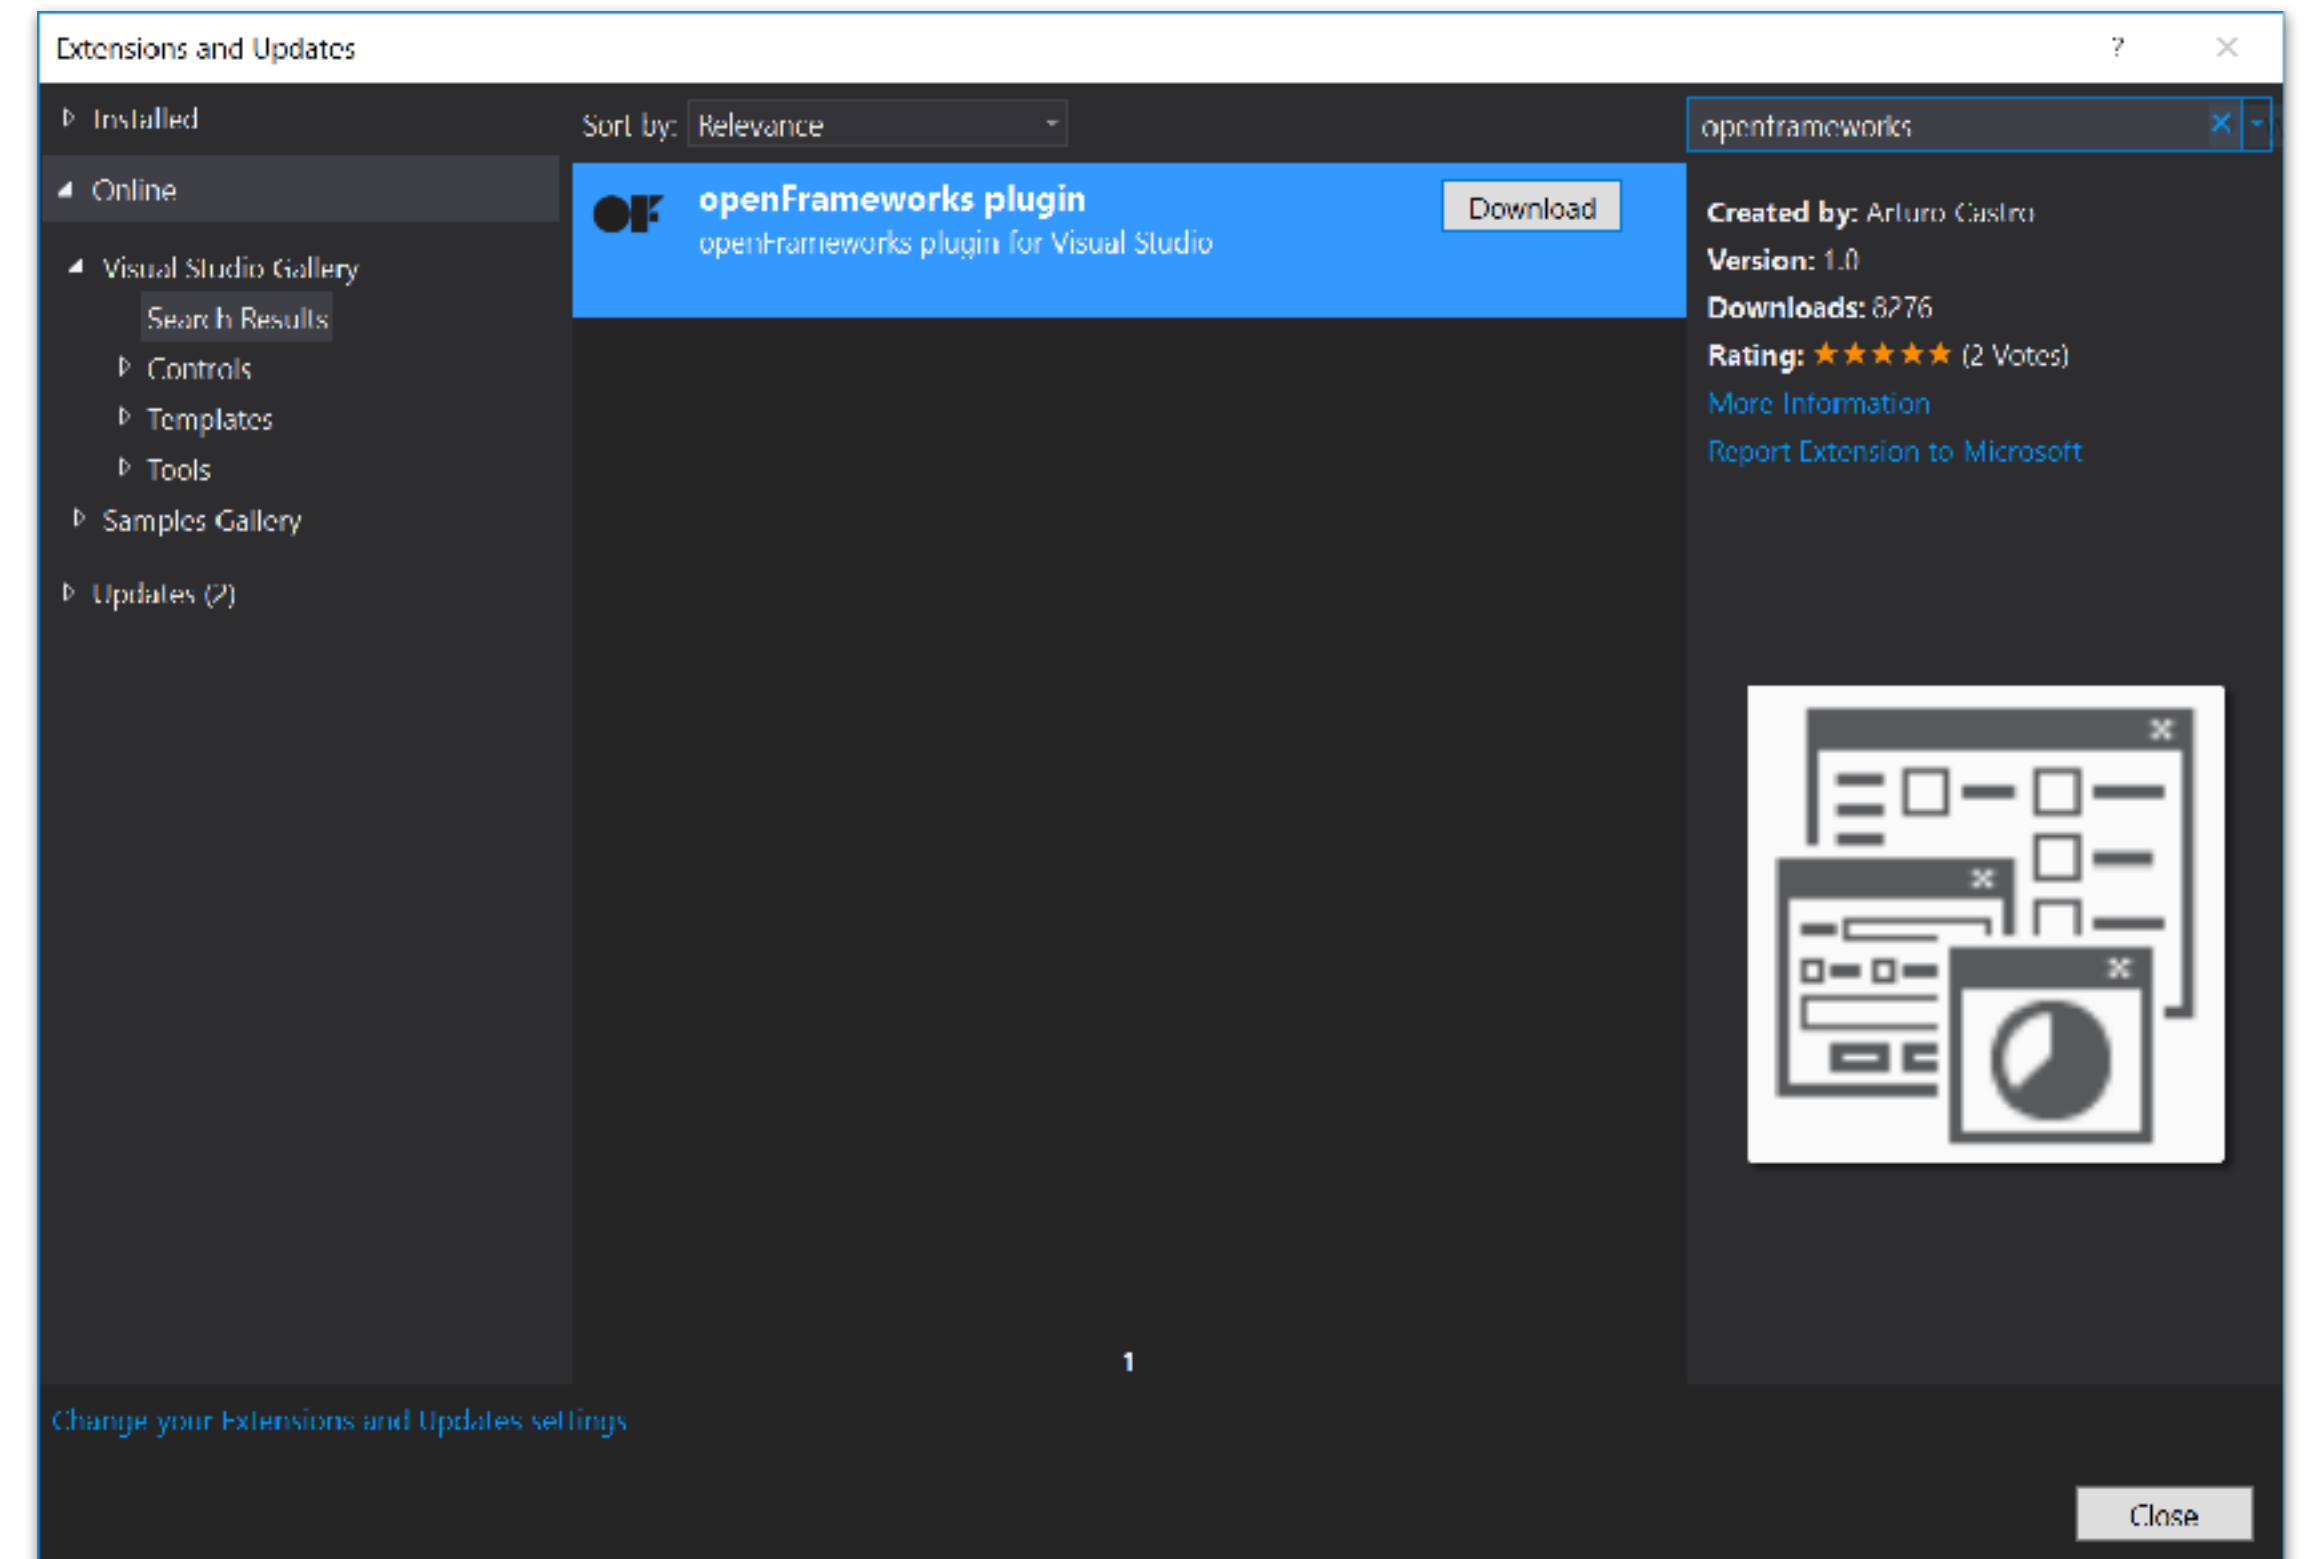 Extensions and Updates
?
Installed
Online
Visual Studio Gallery
Search Results
Controls
Templates
Tools
Samples Gallery
Updates (2)
Sort by: Relevance
OF
openFrameworks plugin
openFrameworks plugin for Visual Studio
Download
1
openframeworks
Created by: Arturo Castro
Version: 1.0
Downloads: 8276
Rating: ★★★★★ (2 Votes)
More Information
Report Extension to Microsoft
Change your Extensions and Updates settings
Close